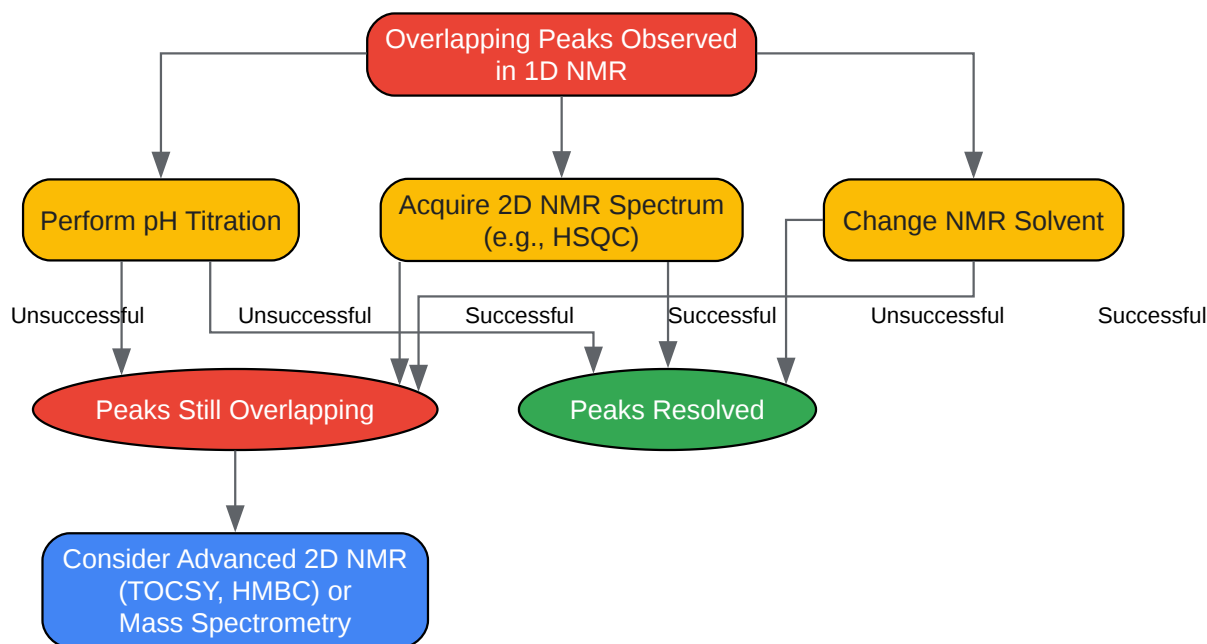 Overlapping Peaks Observed
in 1D NMR
Perform pH Titration
Acquire 2D NMR Spectrum
(e.g., HSQC)
Change NMR Solvent
Unsuccessful
Unsuccessful
Successful
Successful
Unsuccessful
Successful
Peaks Still Overlapping
Peaks Resolved
Consider Advanced 2D NMR
(TOCSY, HMBC) or
Mass Spectrometry